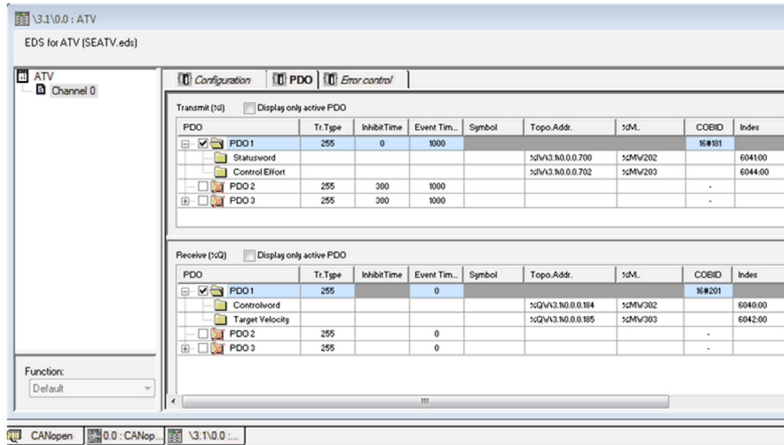 \3.1\0.0 : ATV
EDS for ATV (SEATV.eds)
ATV
Channel 0
Configuration PDO Error control
Transmit (%I) Display only active PDO
PDO Tr.Type InhibitTime Event Tim... Symbol Topo.Addr. %M.. COBID Index
PDO 1 255 0 1000 16#181
Statusword %IW\3.1\0.0.0.700 %MW202 6041:00
Control Effort %IW\3.1\0.0.0.702 %MW203 6044:00
PDO 2 255 300 1000 -
PDO 3 255 300 1000 -
Receive (%Q) Display only active PDO
PDO Tr.Type InhibitTime Event Tim... Symbol Topo.Addr. %M.. COBID Index
PDO 1 255 0 16#201
Controlword %QW\3.1\0.0.0.184 %MW302 6040:00
Target Velocity %QW\3.1\0.0.0.185 %MW303 6042:00
PDO 2 255 0 -
PDO 3 255 0 -
Function:
Default
CANopen 0.0 : CANop... \3.1\0.0 :...